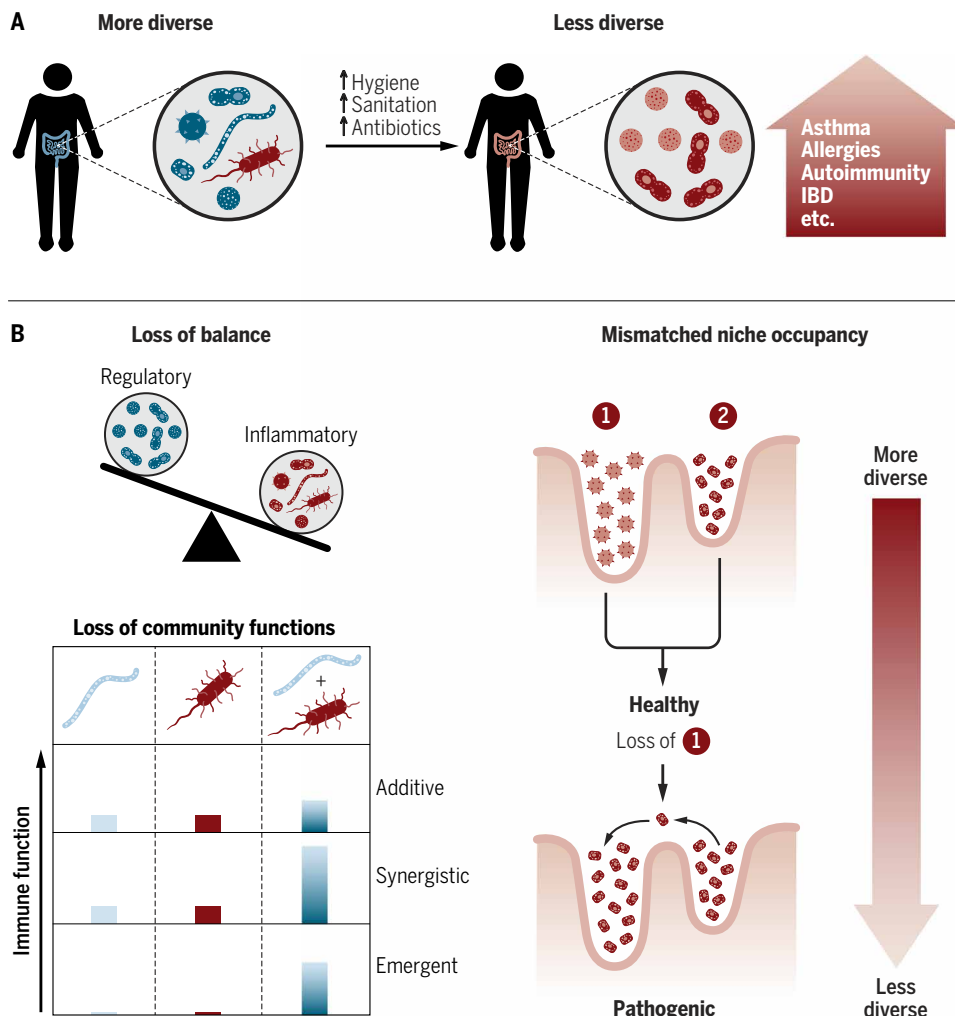 A
More diverse
Less diverse
Hygiene
Sanitation
Antibiotics
Asthma
Allergies
Autoimmunity
IBD
etc.
B
Loss of balance
Regulatory
Inflammatory
Loss of community functions
+
Immune function
Additive
Synergistic
Emergent
Mismatched niche occupancy
1
2
Healthy
Loss of 1
Pathogenic
More
diverse
Less
diverse